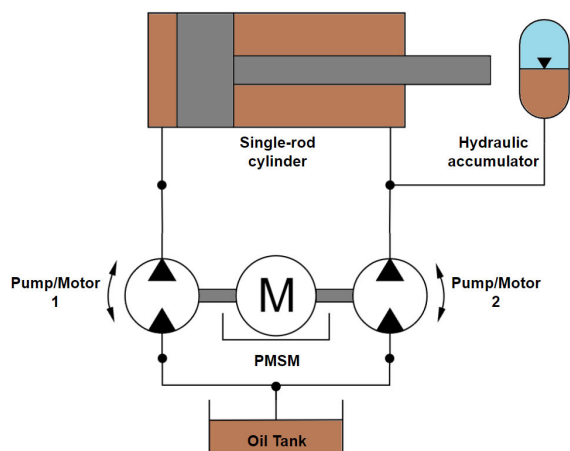 Single-rod
cylinder
Hydraulic
accumulator
Pump/Motor
1
M
Pump/Motor
2
PMSM
Oil Tank